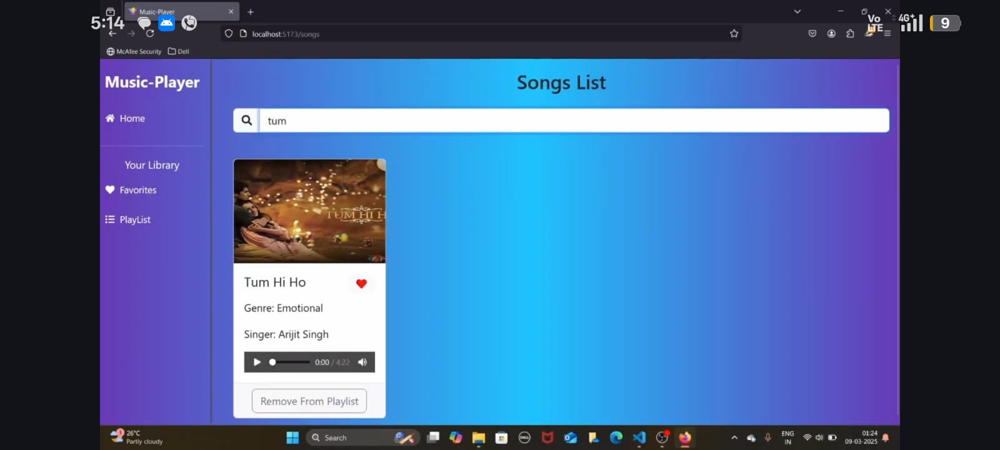 Music-Player
5:14
Vo
LTE
4G+
9
localhost:5173/songs
McAfee Security
Dell
Music-Player
Songs List
Home
tum
Your Library
Favorites
PlayList
TUM HI H
Tum Hi Ho
Genre: Emotional
Singer: Arijit Singh
0:00 / 4:22
Remove From Playlist
3
26°C
Partly cloudy
Search
DELL
ENG
IN
01:24
09-03-2025